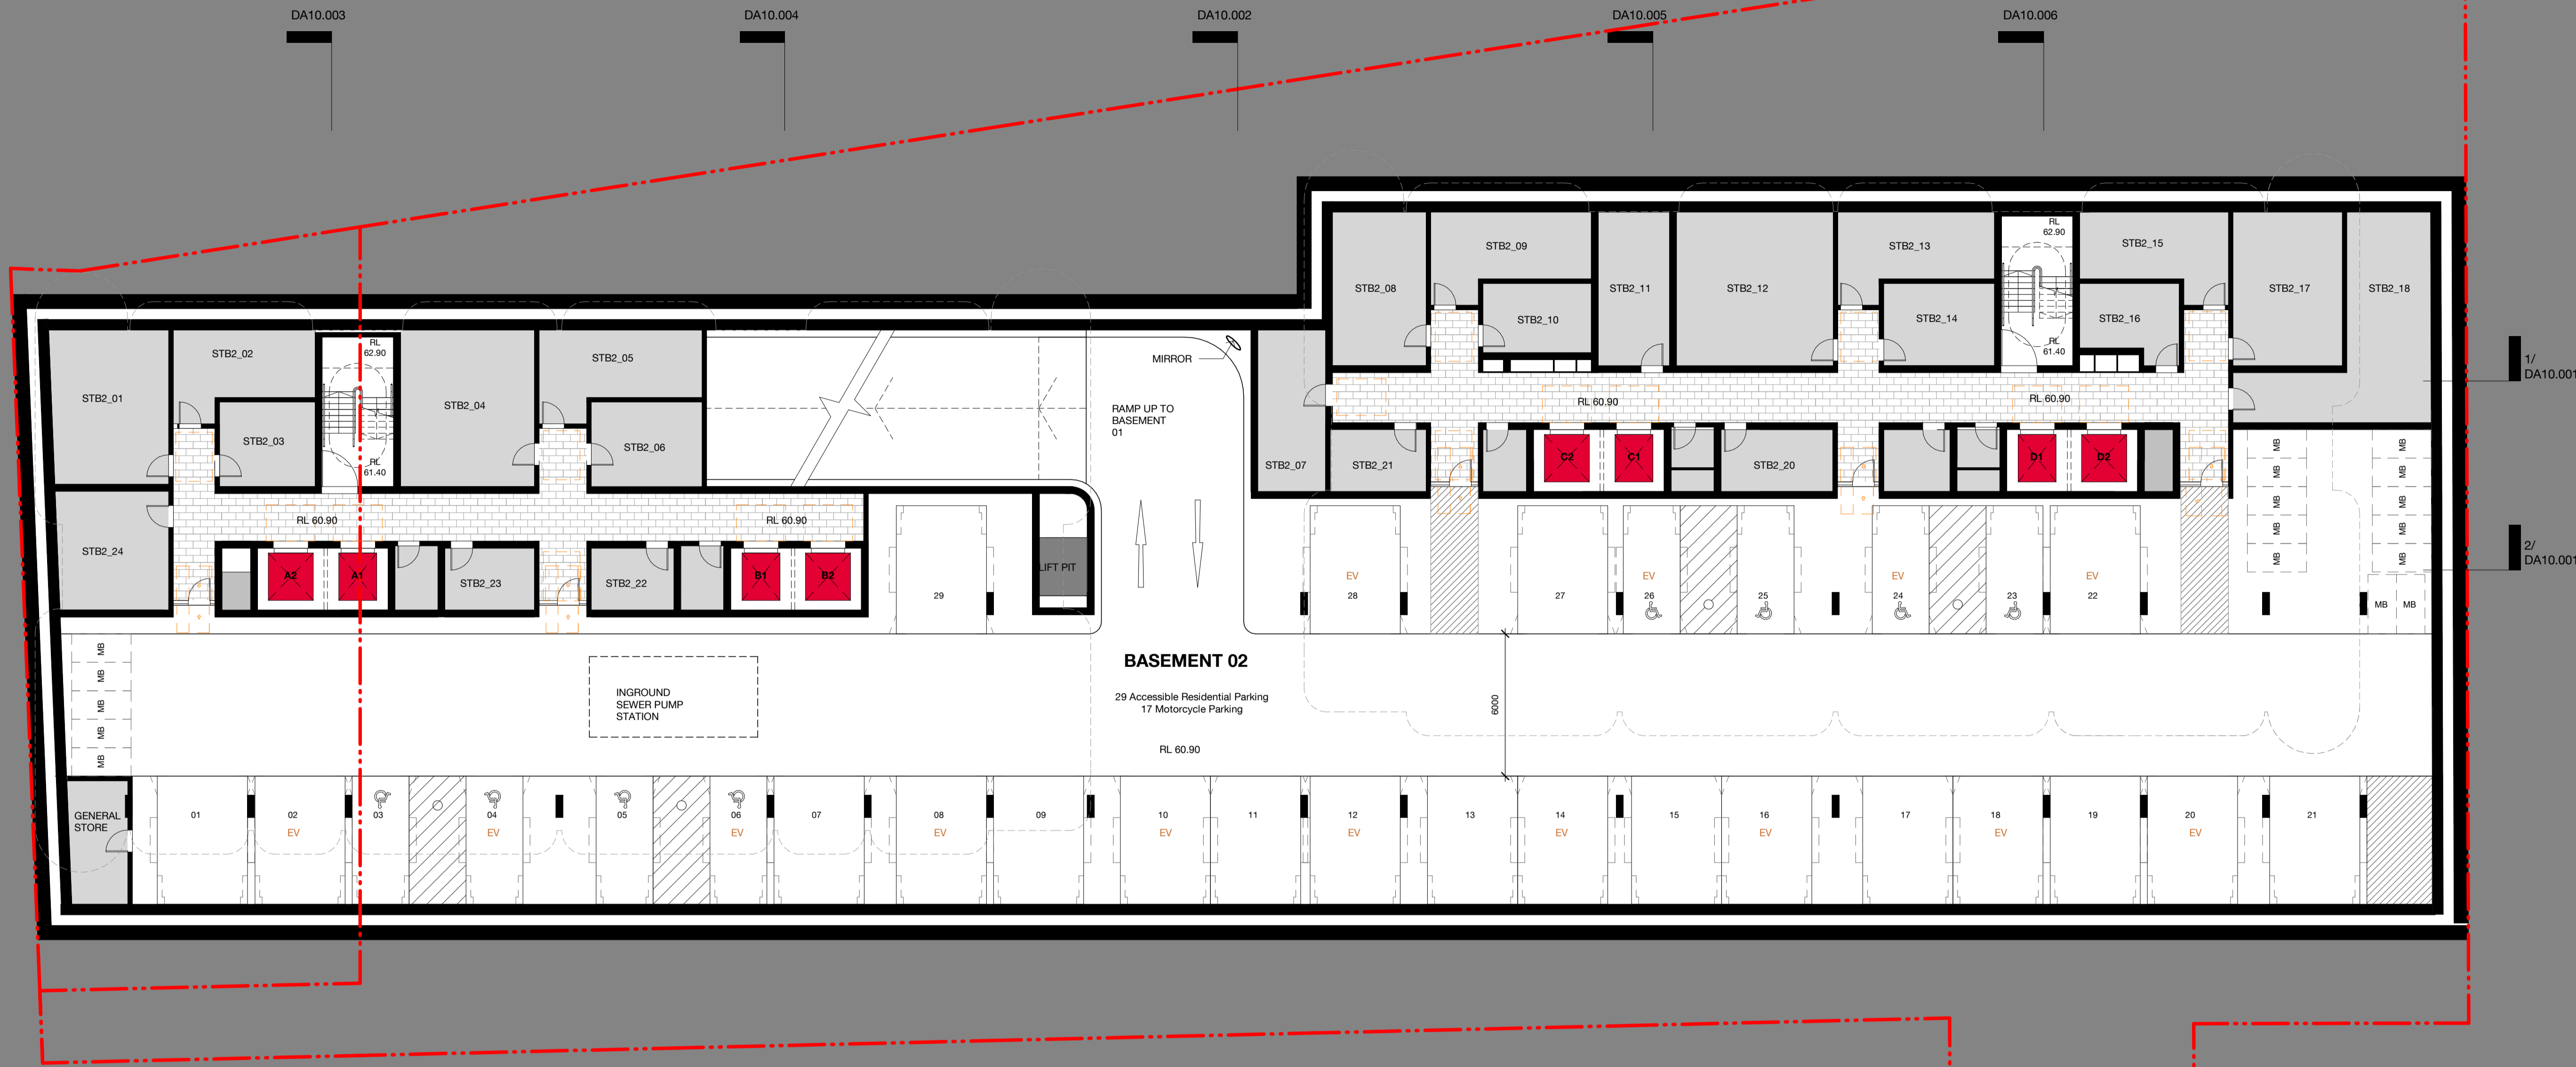 DA10.003
DA10.004
DA10.002
DA10.005
DA10.006
RL
62.90
STB2_15
STB2_09
STB2_13
STB2_08
STB2_11
STB2_12
STB2_17
STB2_18
STB2_10
STB2_14
STB2_16
RL
62.90
STB2_02
STB2_05
MIRROR
RL
61.40
1/
DA10.001
STB2_01
STB2_04
RAMP UP TO
BASEMENT
01
RL 60.90
RL 60.90
STB2_03
STB2_06
RL
61.40
STB2_07
STB2_21
C2
C1
STB2_20
D1
D2
MB
MB
MB
MB
MB
MB
MB
MB
MB
MB
RL 60.90
RL 60.90
STB2_24
2/
DA10.001
A2
A1
STB2_23
STB2_22
B1
B2
LIFT PIT
EV
EV
EV
EV
29
28
27
26
25
24
23
22
MB
MB
MB
MB
MB
MB
MB
BASEMENT 02
INGROUND
SEWER PUMP
STATION
29 Accessible Residential Parking
17 Motorcycle Parking
6000
RL 60.90
GENERAL
STORE
01
02
03
04
05
06
07
08
09
10
11
12
13
14
15
16
17
18
19
20
21
EV
EV
EV
EV
EV
EV
EV
EV
EV
EV